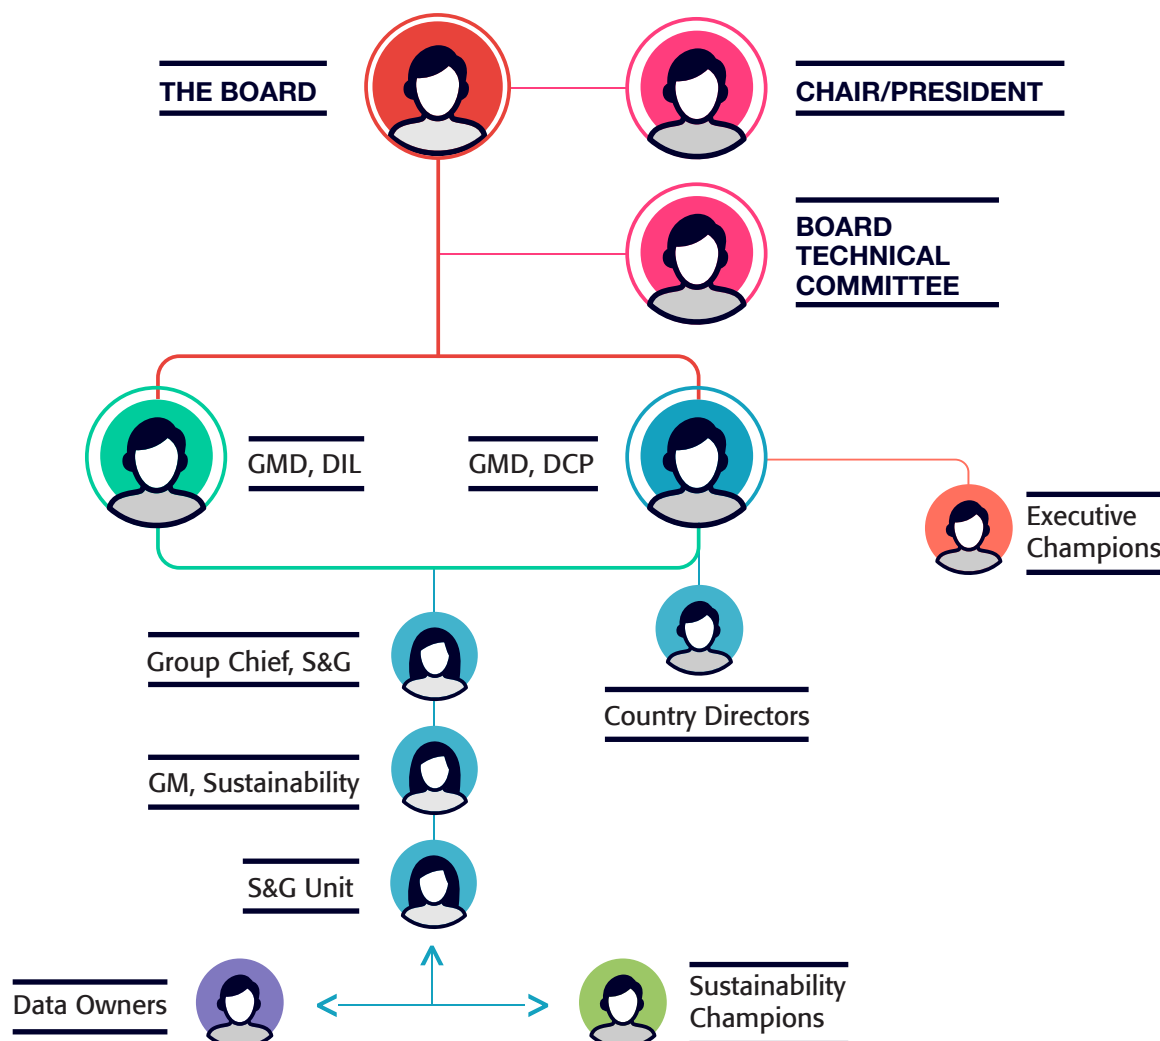 THE BOARD
CHAIR/PRESIDENT
BOARD
TECHNICAL
COMMITTEE
GMD, DIL
GMD, DCP
Executive
Champions
Group Chief, S&G
Country Directors
GM, Sustainability
S&G Unit
Data Owners
Sustainability
Champions